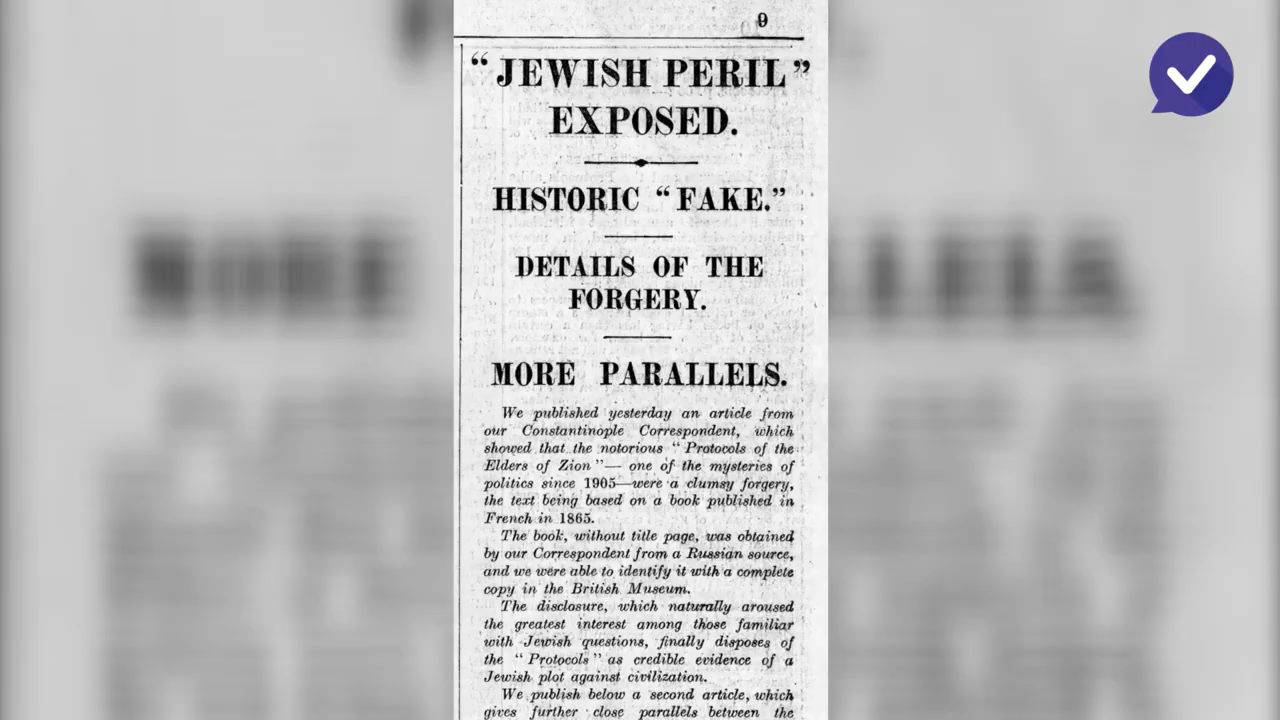 9
“JEWISH PERIL”
EXPOSED.
HISTORIC “FAKE.”
DETAILS OF THE
FORGERY.
MORE PARALLELS.
We published yesterday an article from
our Constantinople Correspondent, which
showed that the notorious “Protocols of the
Elders of Zion”— one of the mysteries of
politics since 1905—were a clumsy forgery,
the text being based on a book published in
French in 1865.
The book, without title page, was obtained
by our Correspondent from a Russian source,
and we were able to identify it with a complete
copy in the British Museum.
The disclosure, which naturally aroused
the greatest interest among those familiar
with Jewish questions, finally disposes of
the “Protocols” as credible evidence of a
Jewish plot against civilization.
We publish below a second article, which
gives further close parallels between the